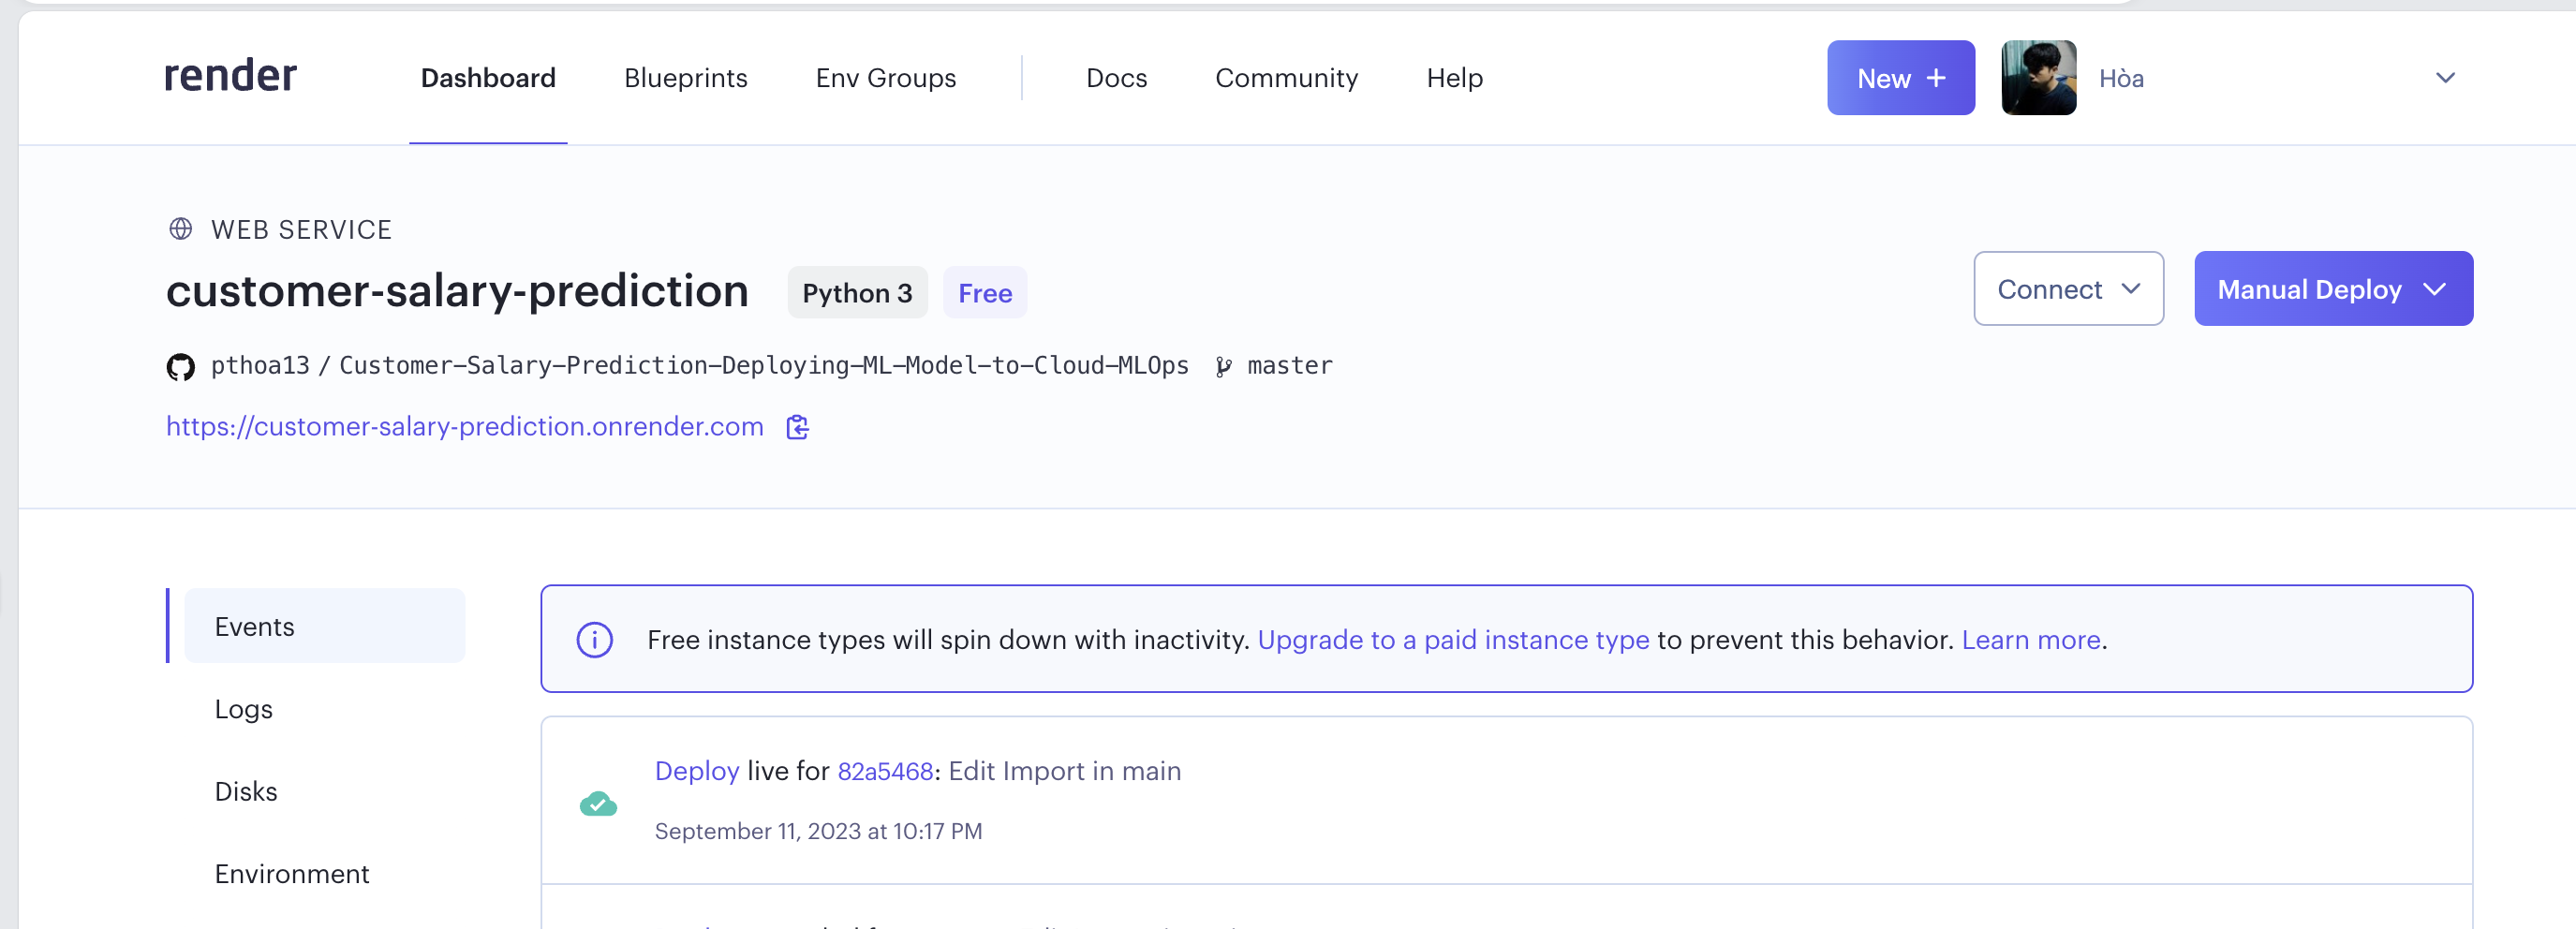 render Dashboard Blueprints Env Groups Docs Community Help New + Hòa
WEB SERVICE
customer-salary-prediction Python 3 Free
Connect Manual Deploy
pthoa13 / Customer-Salary-Prediction-Deploying-ML-Model-to-Cloud-MLOps master
https://customer-salary-prediction.onrender.com
Events
Logs
Disks
Environment
Free instance types will spin down with inactivity. Upgrade to a paid instance type to prevent this behavior. Learn more.
Deploy live for 82a5468: Edit Import in main
September 11, 2023 at 10:17 PM